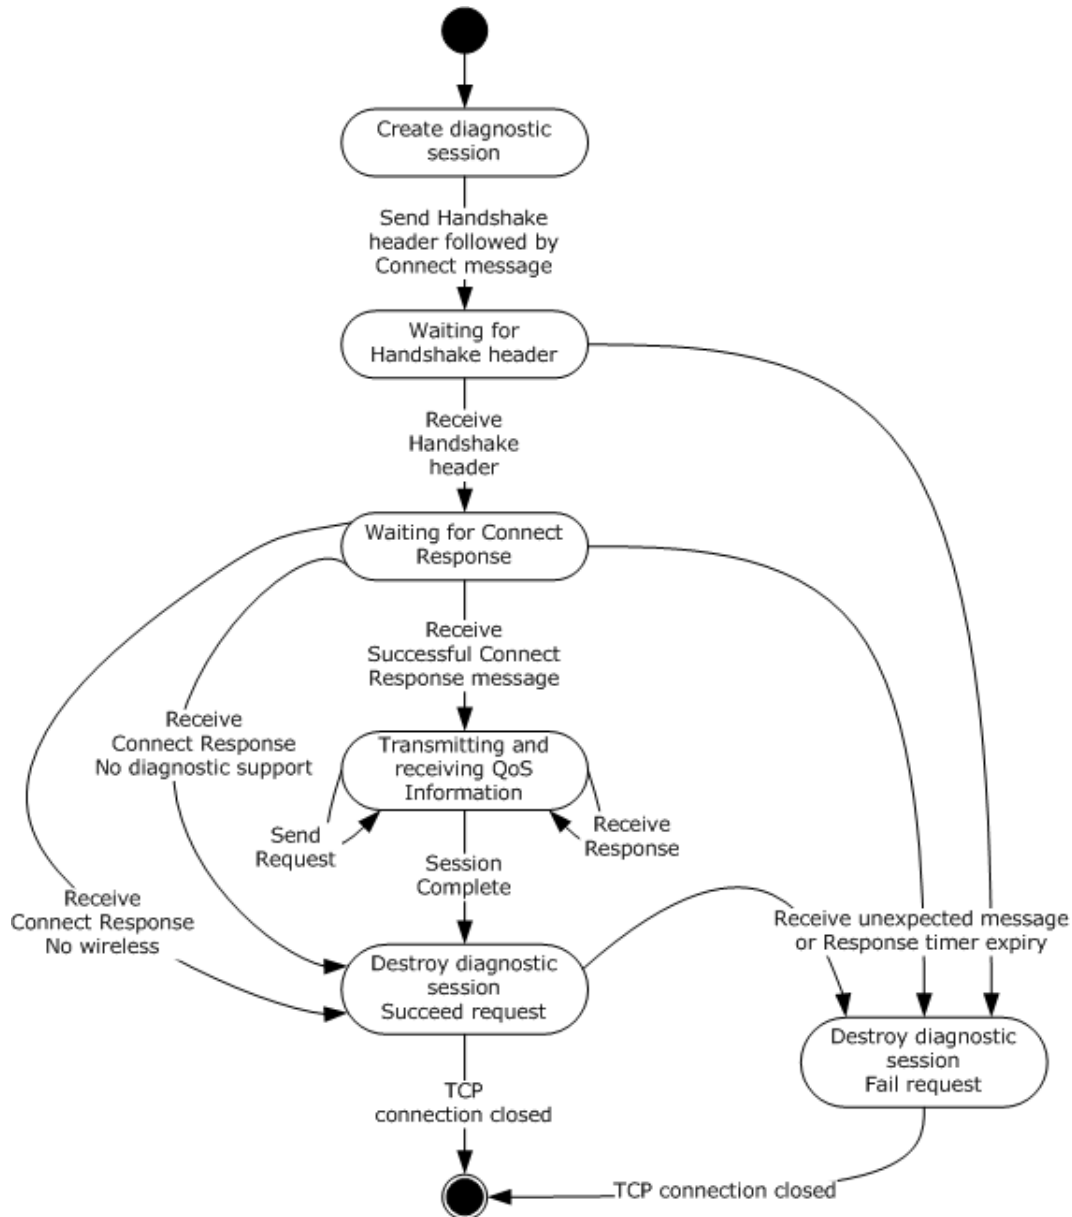 Create diagnostic
session
Send Handshake
header followed by
Connect message
Waiting for
Handshake header
Receive
Handshake
header
Waiting for Connect
Response
Receive
Successful Connect
Response message
Receive
Connect Response
No diagnostic support
Transmitting and
receiving QoS
Information
Send
Request
Receive
Response
Session
Complete
Receive
Connect Response
No wireless
Receive unexpected message
or Response timer expiry
Destroy diagnostic
session
Succeed request
Destroy diagnostic
session
Fail request
TCP
connection closed
TCP connection closed